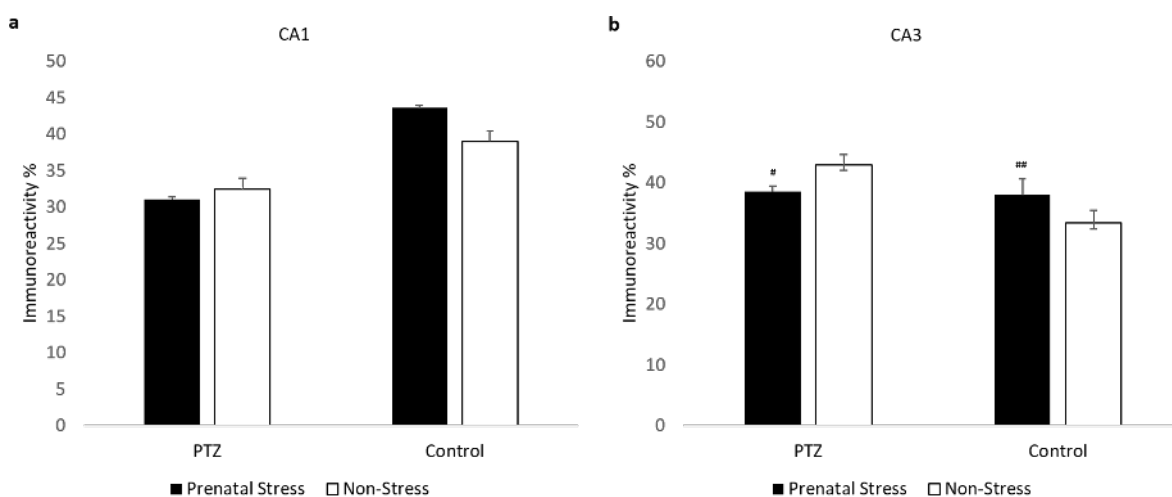 a
CA1
Immunoreactivity %
50
45
40
35
30
25
20
15
10
5
0
PTZ
Control
Prenatal Stress
Non-Stress
b
CA3
Immunoreactivity %
60
50
40
30
20
10
0
#
##
PTZ
Control
Prenatal Stress
Non-Stress